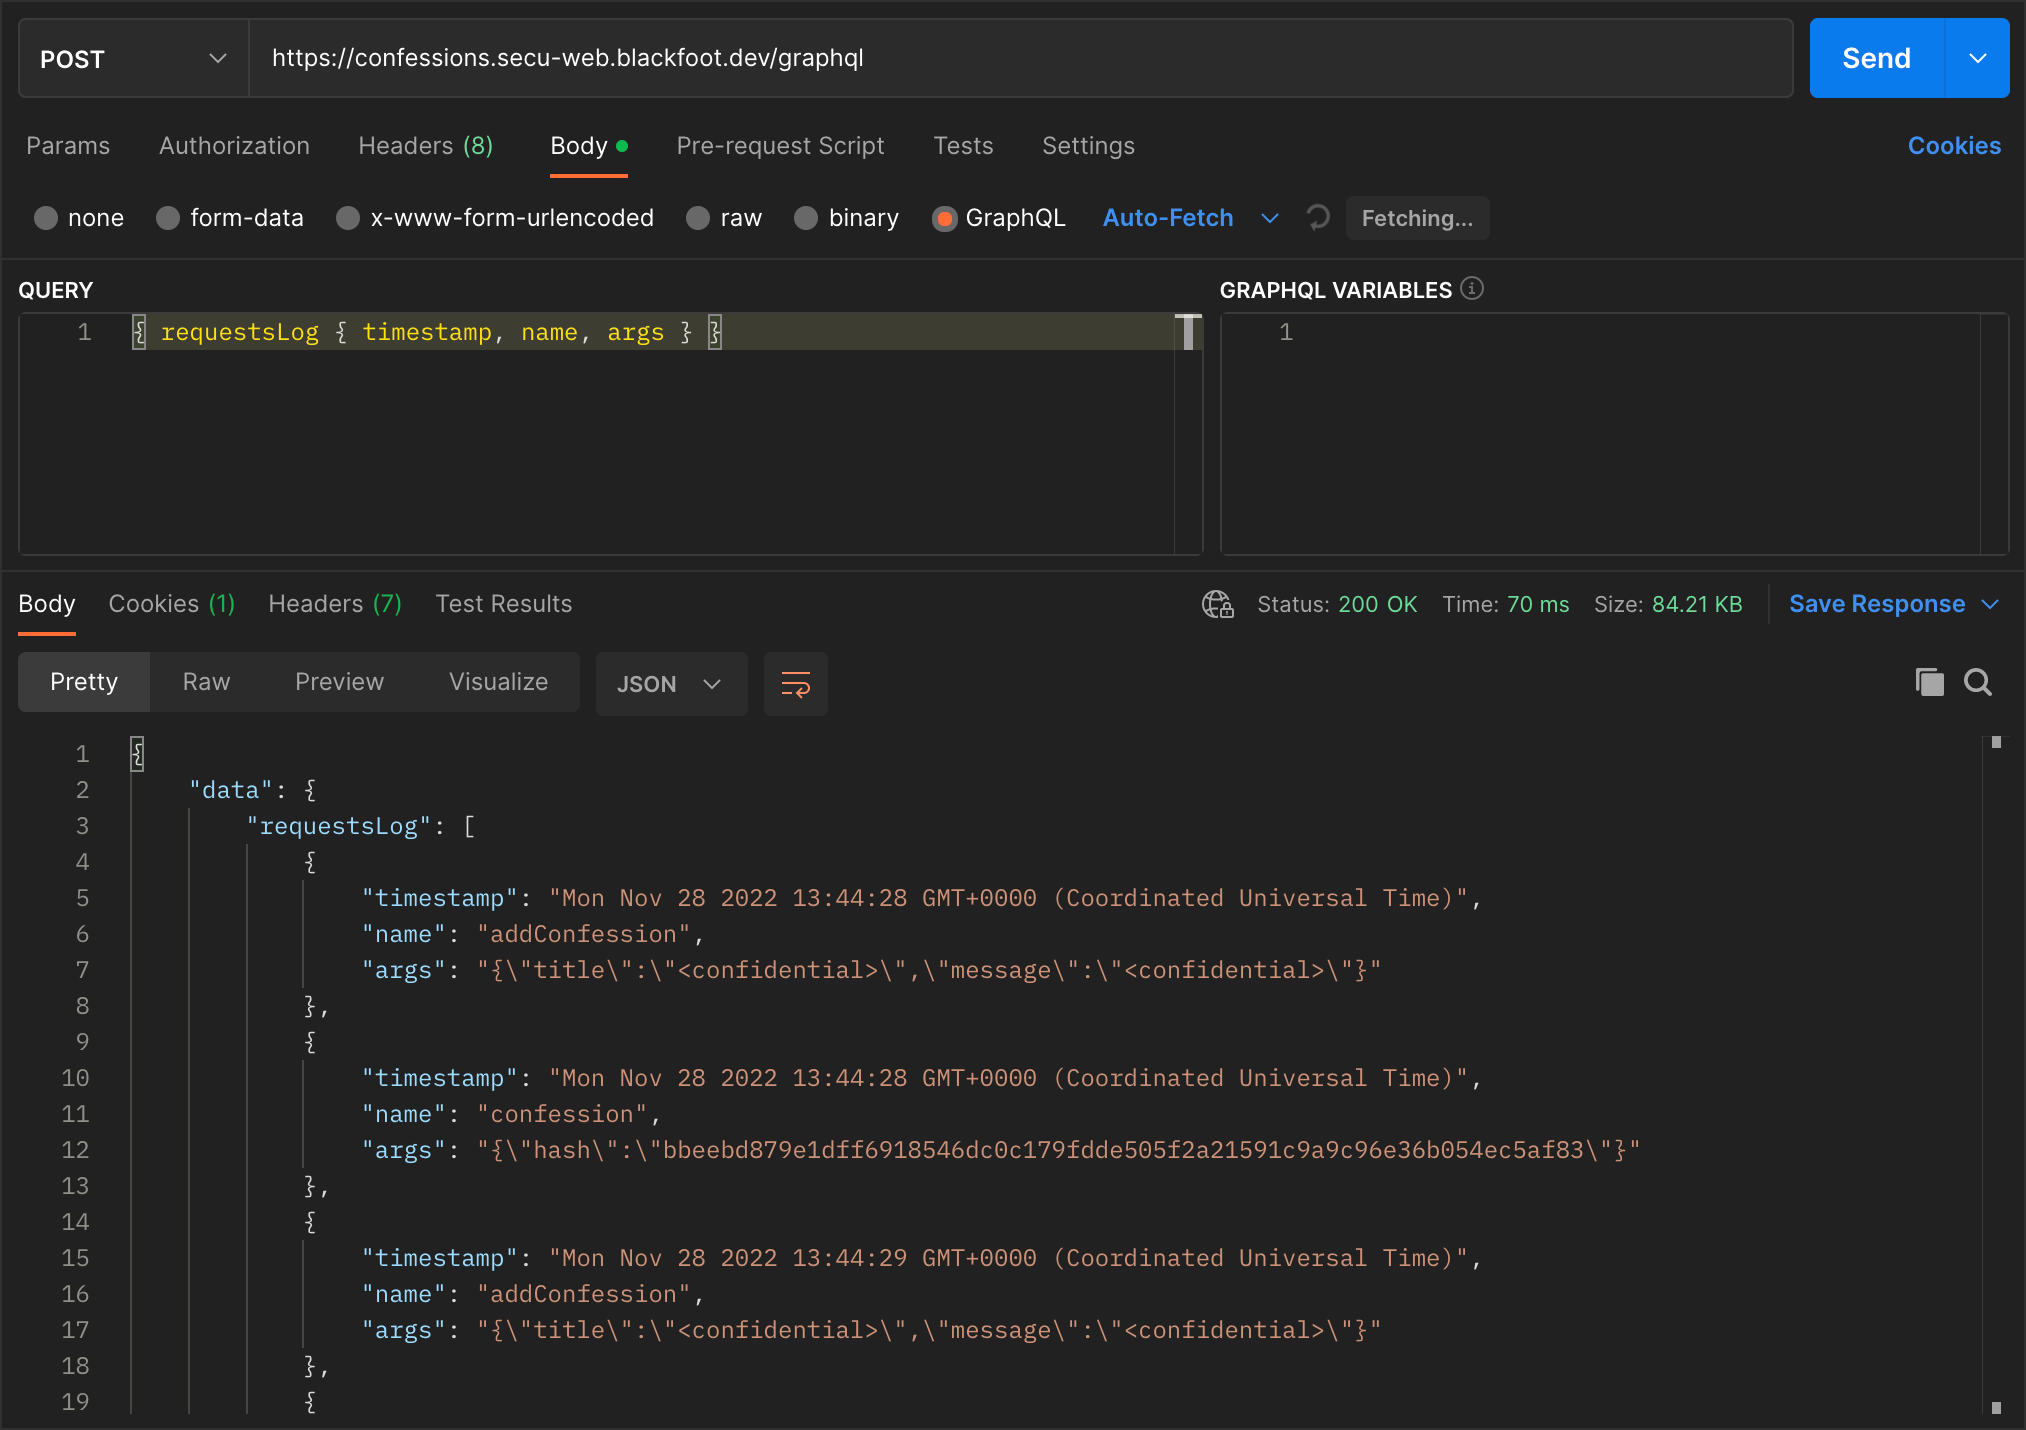 POST https://confessions.secu-web.blackfoot.dev/graphql Send
Params Authorization Headers (8) Body Pre-request Script Tests Settings Cookies
none form-data x-www-form-urlencoded raw binary GraphQL Auto-Fetch Fetching...
QUERY GRAPHQL VARIABLES
1 { requestsLog { timestamp, name, args } } 1
Body Cookies (1) Headers (7) Test Results Status: 200 OK Time: 70 ms Size: 84.21 KB Save Response
Pretty Raw Preview Visualize JSON
1 {
2 "data": {
3 "requestsLog": [
4 {
5 "timestamp": "Mon Nov 28 2022 13:44:28 GMT+0000 (Coordinated Universal Time)",
6 "name": "addConfession",
7 "args": "{\"title\":\"<confidential>\",\"message\":\"<confidential>\"}"
8 },
9 {
10 "timestamp": "Mon Nov 28 2022 13:44:28 GMT+0000 (Coordinated Universal Time)",
11 "name": "confession",
12 "args": "{\"hash\":\"bbeebd879e1dff6918546dc0c179fdde505f2a21591c9a9c96e36b054ec5af83\"}"
13 },
14 {
15 "timestamp": "Mon Nov 28 2022 13:44:29 GMT+0000 (Coordinated Universal Time)",
16 "name": "addConfession",
17 "args": "{\"title\":\"<confidential>\",\"message\":\"<confidential>\"}"
18 },
19 {